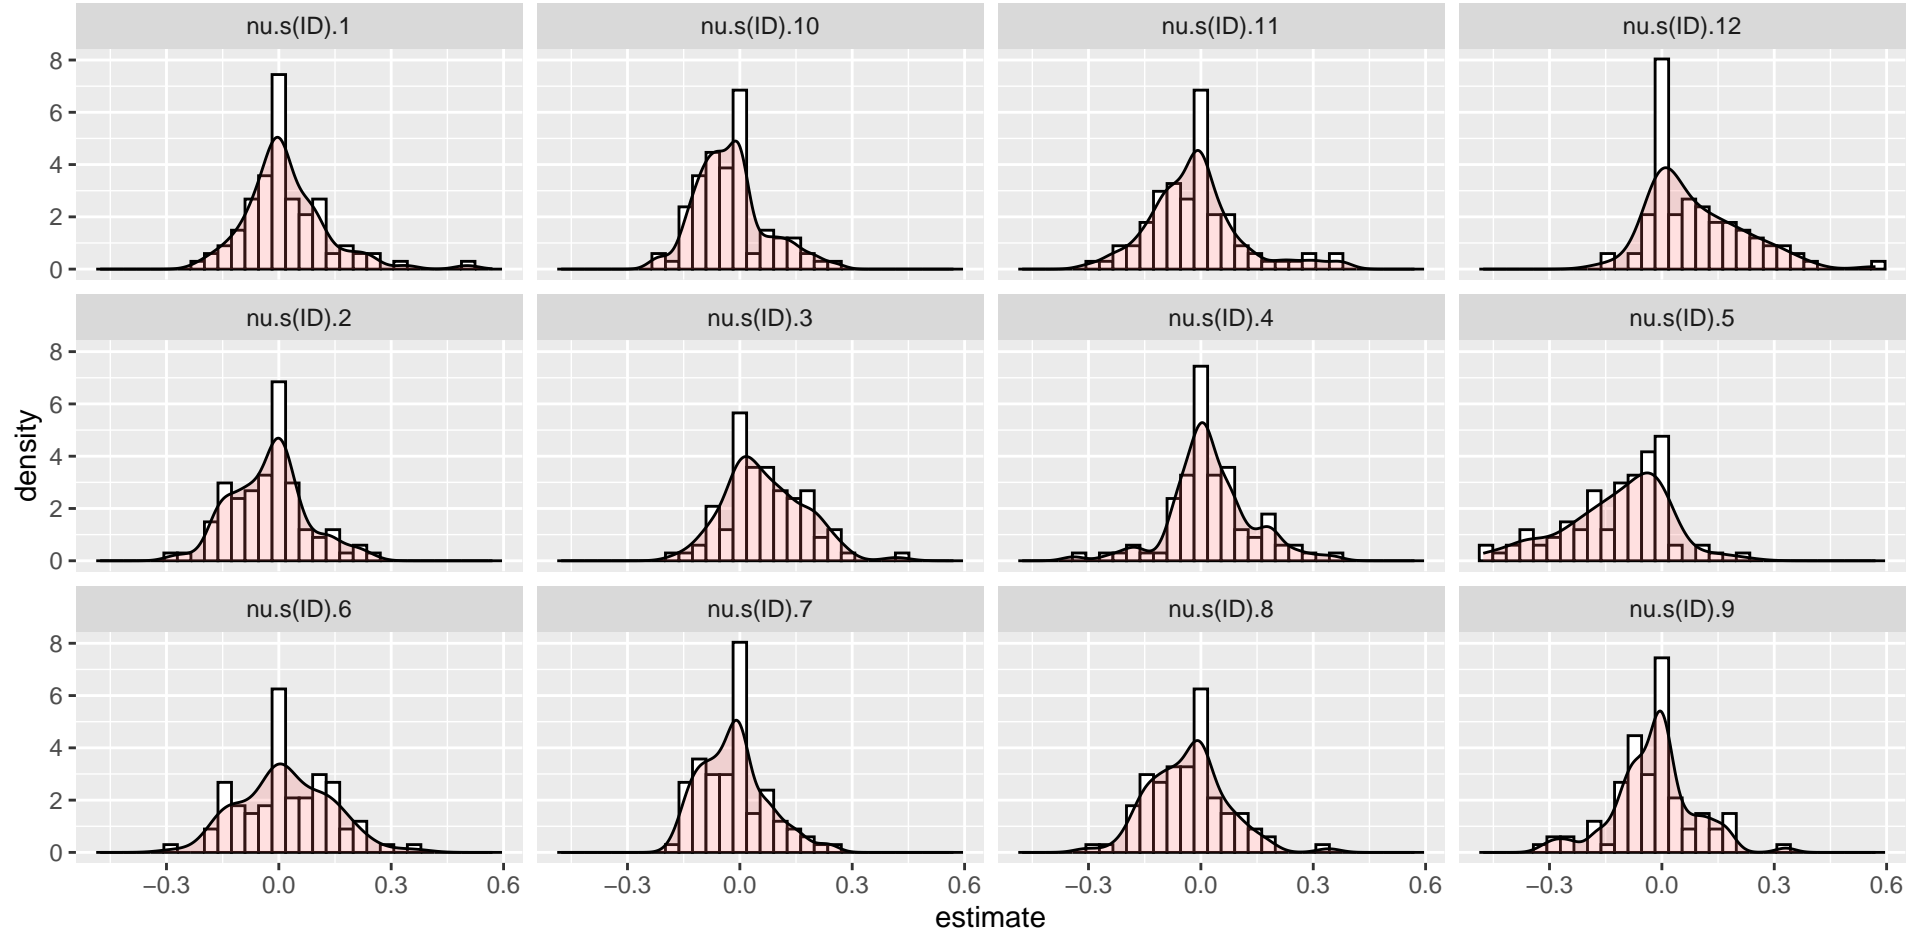 nu.s(ID).1 nu.s(ID).10 nu.s(ID).11 nu.s(ID).12
8
6
4
2
0
nu.s(ID).2 nu.s(ID).3 nu.s(ID).4 nu.s(ID).5
8
6
4
2
0
density
nu.s(ID).6 nu.s(ID).7 nu.s(ID).8 nu.s(ID).9
8
6
4
2
0
−0.3 0.0 0.3 0.6 −0.3 0.0 0.3 0.6 −0.3 0.0 0.3 0.6 −0.3 0.0 0.3 0.6
estimate